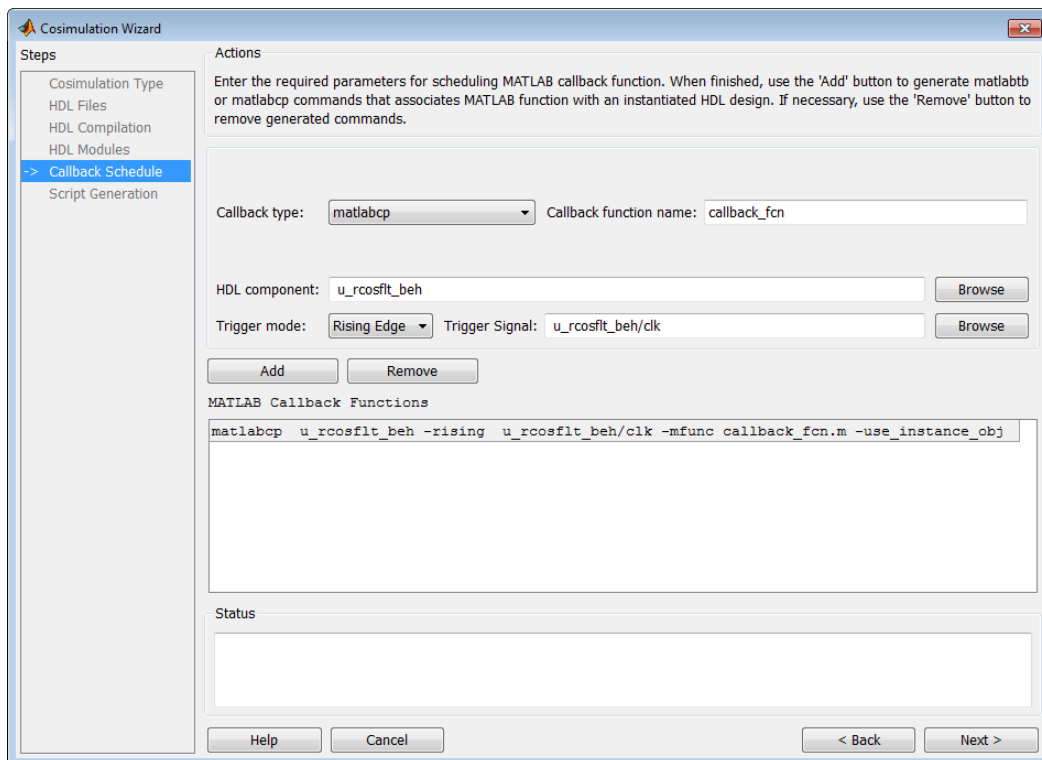 Cosimulation Wizard
Steps
Cosimulation Type
HDL Files
HDL Compilation
HDL Modules
-> Callback Schedule
Script Generation
Actions
Enter the required parameters for scheduling MATLAB callback function. When finished, use the 'Add' button to generate matlabtb
or matlabcp commands that associates MATLAB function with an instantiated HDL design. If necessary, use the 'Remove' button to
remove generated commands.
Callback type: matlabcp Callback function name: callback_fcn
HDL component: u_rcosflt_beh Browse
Trigger mode: Rising Edge Trigger Signal: u_rcosflt_beh/clk Browse
Add Remove
MATLAB Callback Functions
matlabcp u_rcosflt_beh -rising u_rcosflt_beh/clk -mfunc callback_fcn.m -use_instance_obj
Status
Help Cancel < Back Next >